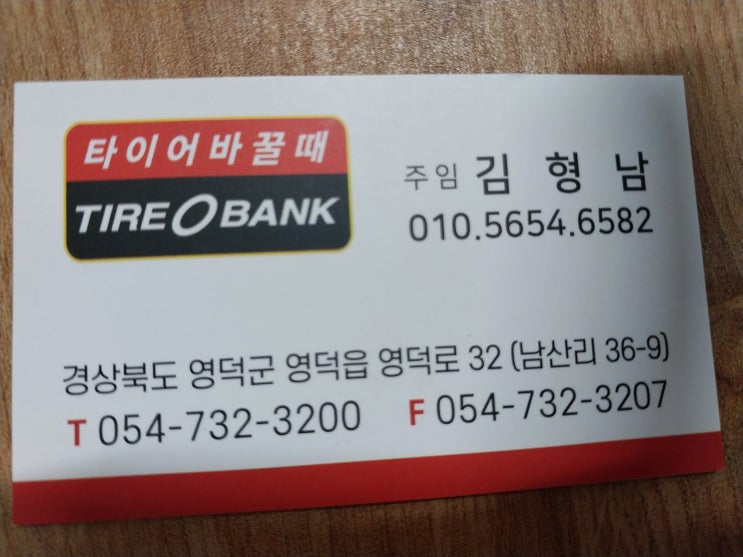 타이어바꿀때
TIRE BANK
주임 김 형 남
010.5654.6582
경상북도 영덕군 영덕읍 영덕로 32 (남산리 36-9)
T 054-732-3200 F 054-732-3207